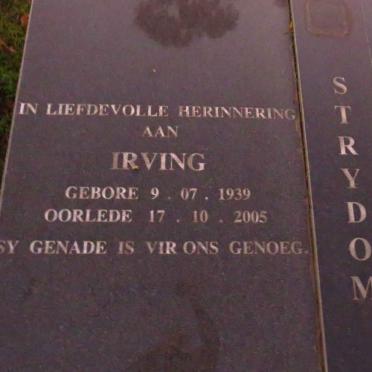 IN LIEFDEVOLLE HERINNERING
AAN
IRVING
GEBORE 9 . 07 . 1939
OORLEDE 17 . 10 . 2005
SY GENADE IS VIR ONS GENOEG.
STRYDOM